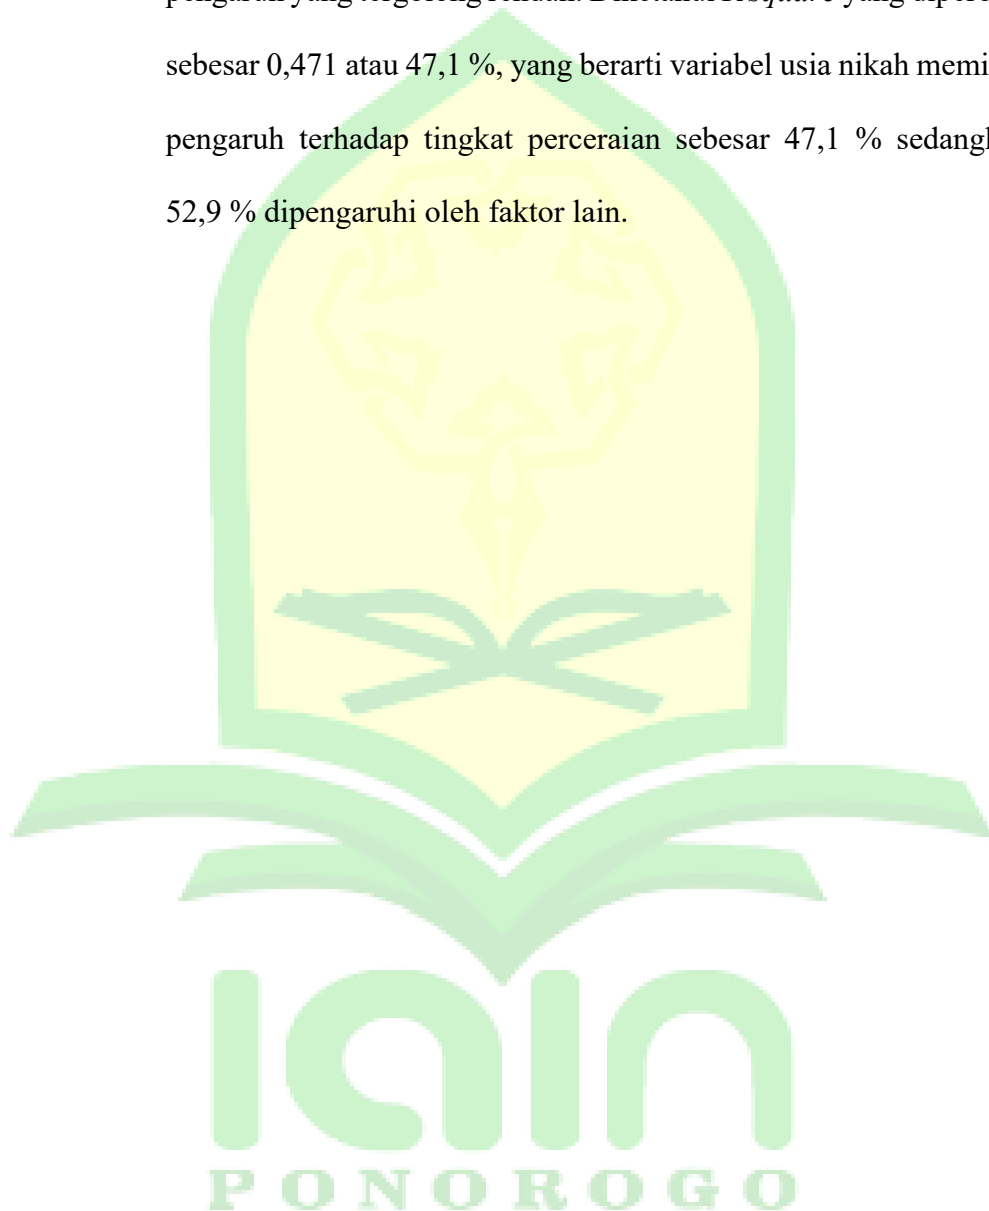 sebesar 0,471 atau 47,1 %, yang berarti variabel usia nikah memi
pengaruh terhadap tingkat perceraian sebesar 47,1 % sedangk
52,9 % dipengaruhi oleh faktor lain.
iain
PONOROGO